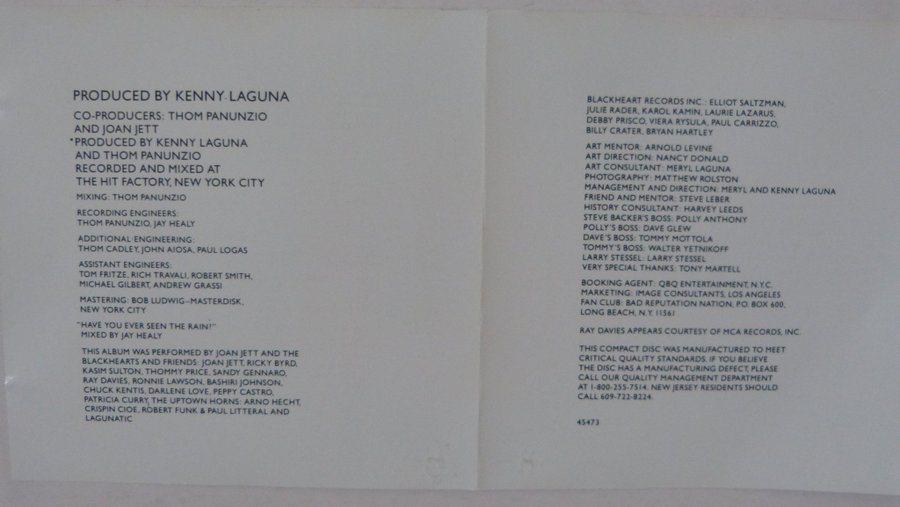 PRODUCED BY KENNY LAGUNA
CO-PRODUCERS: THOM PANUNZIO
AND JOAN JETT
*PRODUCED BY KENNY LAGUNA
AND THOM PANUNZIO
RECORDED AND MIXED AT
THE HIT FACTORY, NEW YORK CITY
MIXING: THOM PANUNZIO
RECORDING ENGINEERS:
THOM PANUNZIO, JAY HEALY
ADDITIONAL ENGINEERING:
THOM CADLEY, JOHN AIOSA, PAUL LOGAS
ASSISTANT ENGINEERS:
TOM FRITZE, RICH TRAVALI, ROBERT SMITH,
MICHAEL GILBERT, ANDREW GRASSI
MASTERING: BOB LUDWIG—MASTERDISK,
NEW YORK CITY
"HAVE YOU EVER SEEN THE RAIN?"
MIXED BY JAY HEALY
THIS ALBUM WAS PERFORMED BY JOAN JETT AND THE
BLACKHEARTS AND FRIENDS: JOAN JETT, RICKY BYRD,
KASIM SULTON, THOMMY PRICE, SANDY GENNARD,
RAY DAVIES, RONNIE LAWSON, BASHIRI JOHNSON,
CHUCK KENTIS, DARLENE LOVE, PEPPY CASTRO,
PATRICIA CURRY, THE UPTOWN HORNS: ARNO HECHT,
CRISPIN CIOE, ROBERT FUNK & PAUL LITTERAL AND
LAGUNATIC
BLACKHEART RECORDS INC.: ELLIOT SALTZMAN,
JULIE RADER, KAROL KAMIN, LAURIE LAZARUS,
DEBBY PRISCO, VIERA RYSULA, PAUL CARRIZZO,
BILLY CRATER, BRYAN HARTLEY
ART MENTOR: ARNOLD LEVINE
ART DIRECTION: NANCY DONALD
ART CONSULTANT: MERYL LAGUNA
PHOTOGRAPHY: MATTHEW ROLSTON
MANAGEMENT AND DIRECTION: MERYL AND KENNY LAGUNA
FRIEND AND MENTOR: STEVE LEBER
HISTORY CONSULTANT: HARVEY LEEDS
STEVE BACKER'S BOSS: POLLY ANTHONY
POLLY'S BOSS: DAVE GLEW
DAVE'S BOSS: TOMMY MOTTOLA
TOMMY'S BOSS: WALTER YETNIKOFF
LARRY STESSEL: LARRY STESSEL
VERY SPECIAL THANKS: TONY MARTELL
BOOKING AGENT: QBQ ENTERTAINMENT, N.Y.C.
MARKETING: IMAGE CONSULTANTS, LOS ANGELES
FAN CLUB: BAD REPUTATION NATION, P.O. BOX 600,
LONG BEACH, N.Y. 11561
RAY DAVIES APPEARS COURTESY OF MCA RECORDS, INC.
THIS COMPACT DISC WAS MANUFACTURED TO MEET
CRITICAL QUALITY STANDARDS. IF YOU BELIEVE
THE DISC HAS A MANUFACTURING DEFECT, PLEASE
CALL OUR QUALITY MANAGEMENT DEPARTMENT
AT 1-800-255-7514. NEW JERSEY RESIDENTS SHOULD
CALL 609-722-8224.
45473